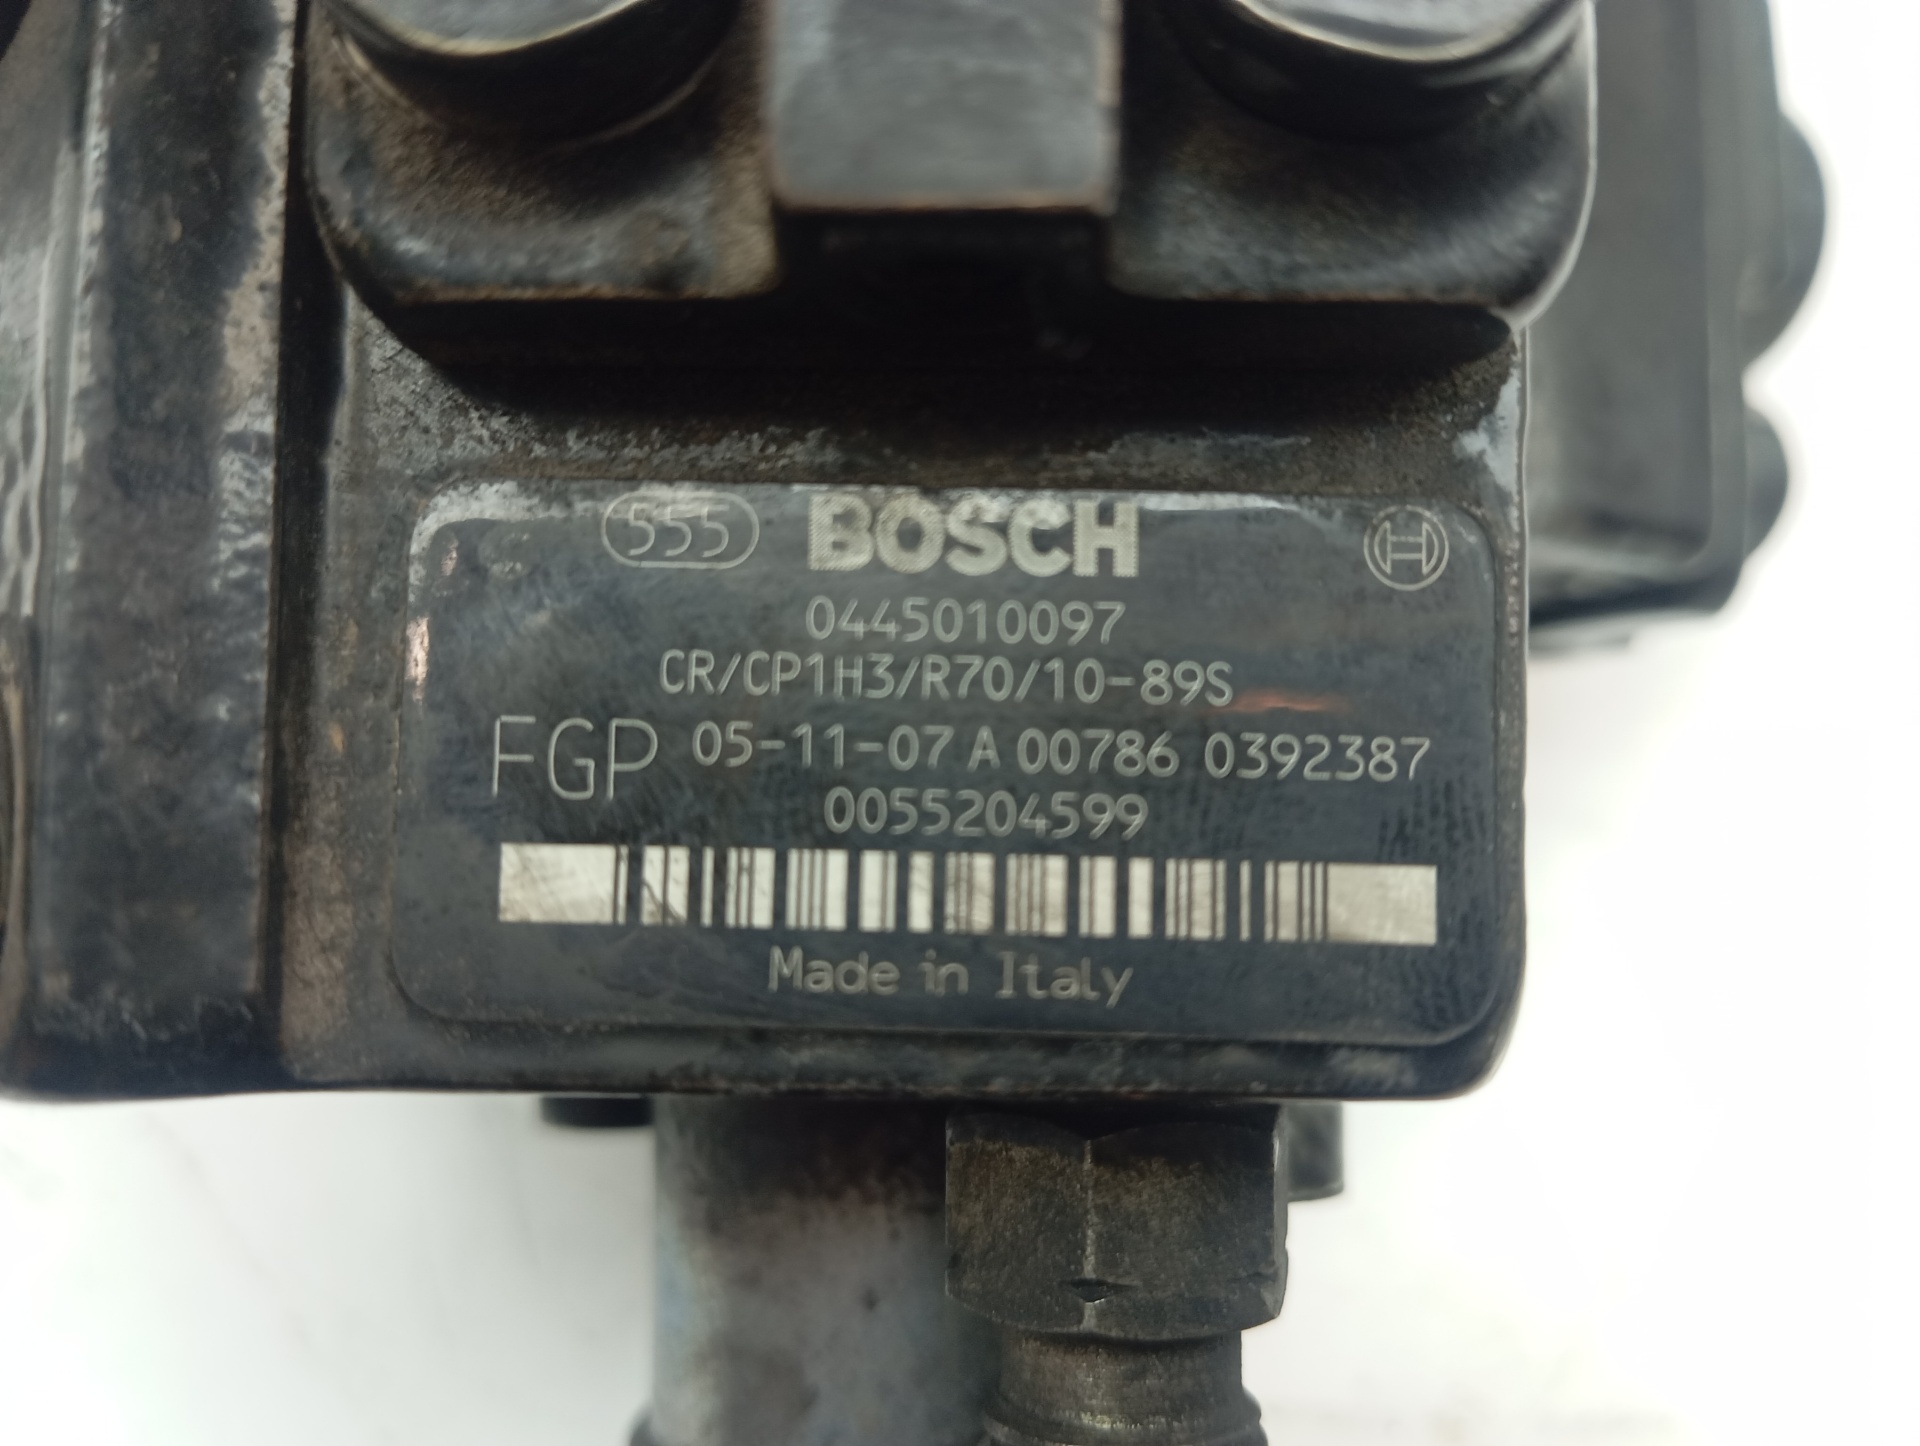 555 BOSCH
0445010097
CR/CP1H3/R70/10-89S
FGP 05-11-07 A 00786 0392387
0055204599
Made in Italy